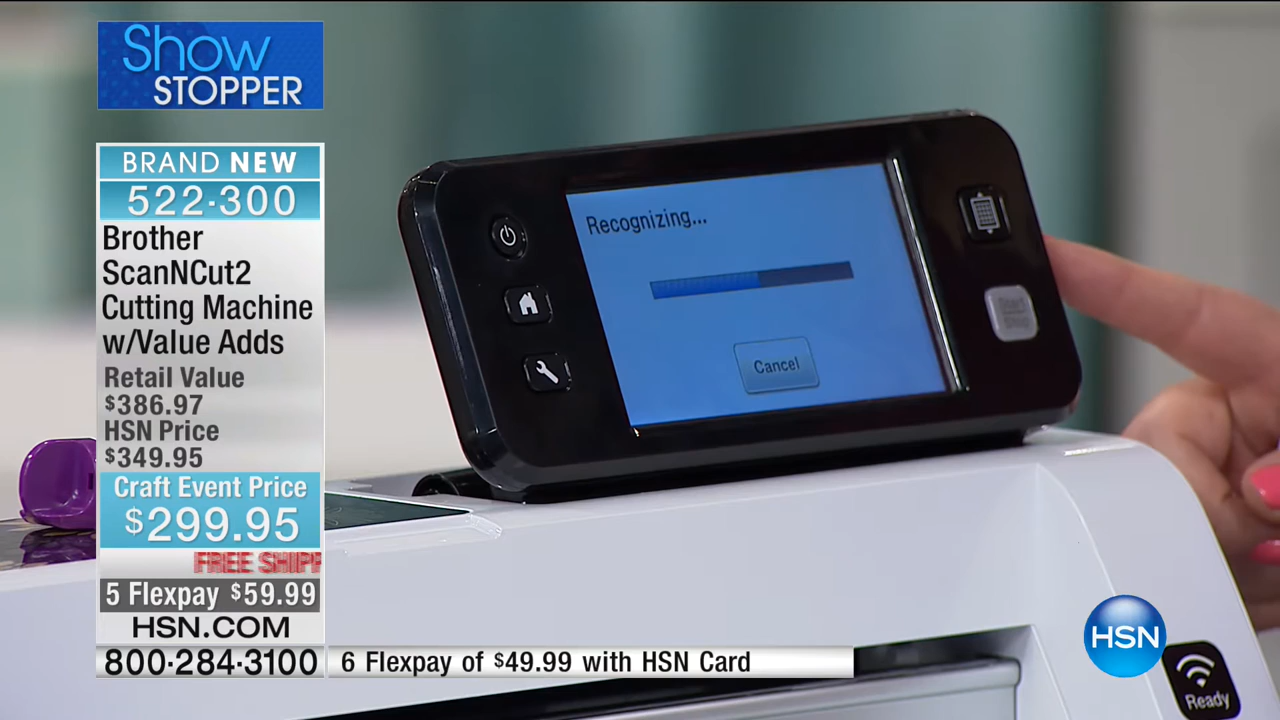 Show
STOPPER
BRAND NEW
522-300
Brother
ScanNCut2
Cutting Machine
w/Value Adds
Retail Value
$386.97
HSN Price
$349.95
Craft Event Price
$299.95
FREE SHIPP
5 Flexpay $59.99
HSN.COM
800-284-3100
6 Flexpay of $49.99 with HSN Card
Recognizing...
Cancel
HSN
Ready